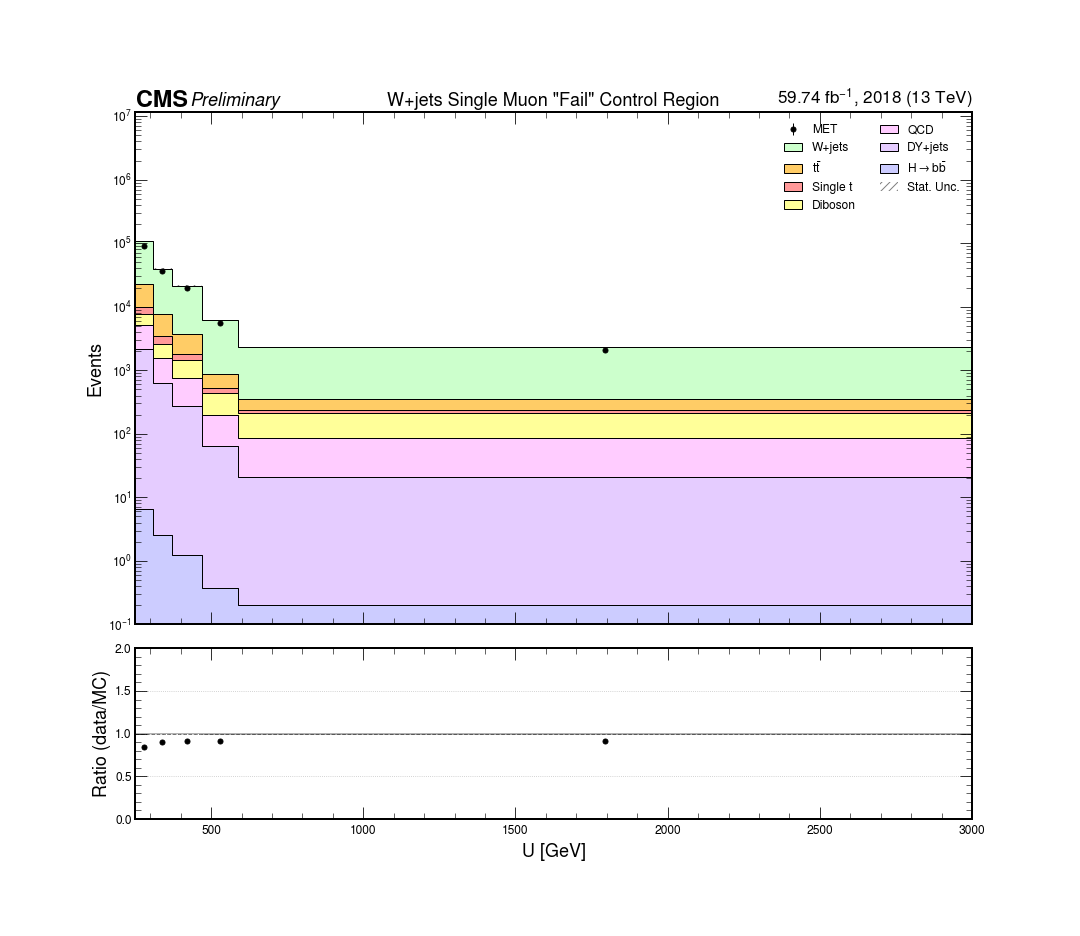 CMS Preliminary W+jets Single Muon "Fail" Control Region 59.74 fb⁻¹, 2018 (13 TeV)
MET QCD
W+jets DY+jets
tt̄ H→bb̄
Single t Stat. Unc.
Diboson
10⁷
10⁶
10⁵
10⁴
10³
10²
10¹
10⁰
10⁻¹
Events
2.0
1.5
1.0
0.5
0.0
Ratio (data/MC)
500 1000 1500 2000 2500 3000
U [GeV]